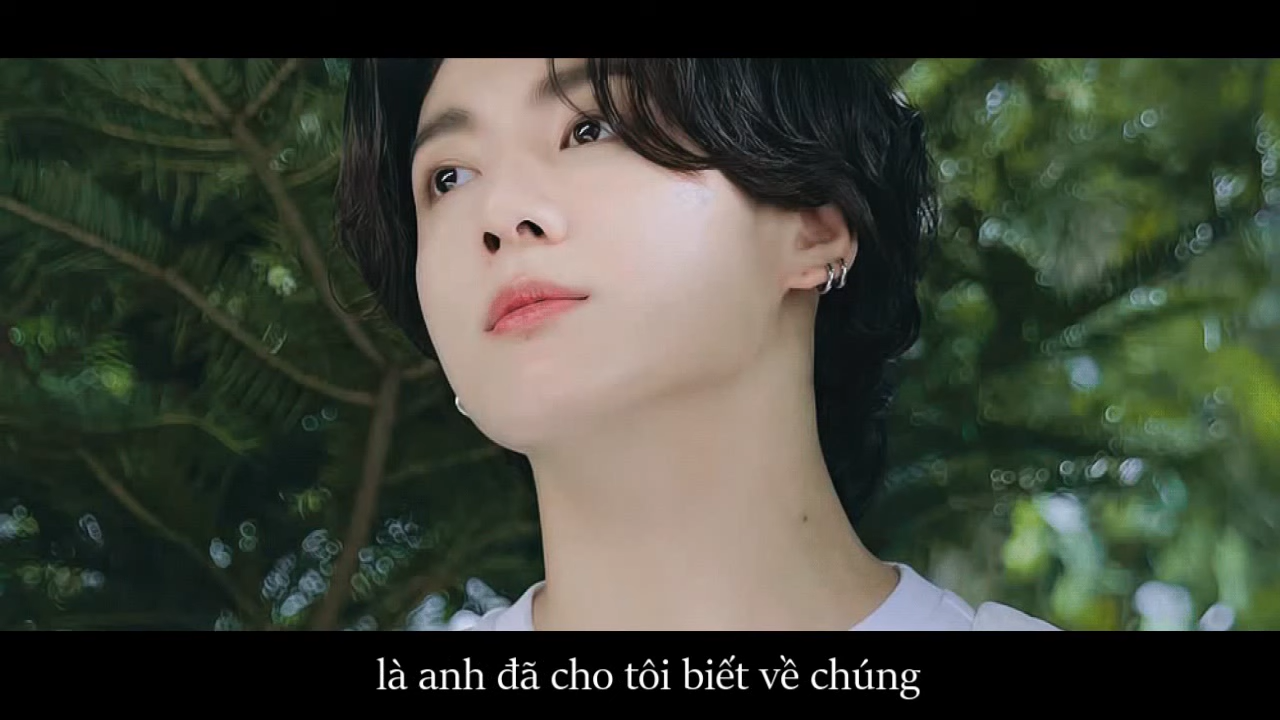 là anh đã cho tôi biết về chúng